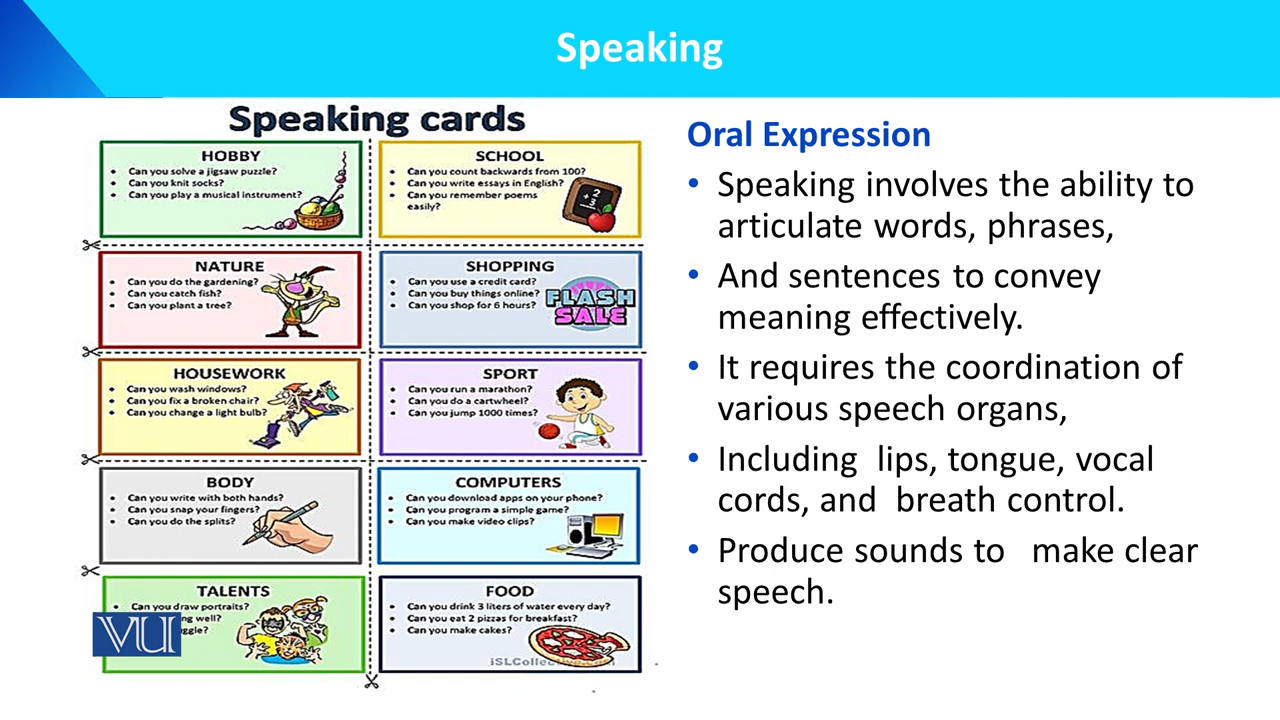 Speaking
Speaking cards
HOBBY
• Can you solve a jigsaw puzzle?
• Can you knit socks?
• Can you play a musical instrument?
SCHOOL
• Can you count backwards from 100?
• Can you write essays in English?
• Can you remember poems
easily?
2
+3
NATURE
• Can you do the gardening?
• Can you catch fish?
• Can you plant a tree?
SHOPPING
• Can you use a credit card?
• Can you buy things online?
• Can you shop for 6 hours?
FLASH
SALE
HOUSEWORK
• Can you wash windows?
• Can you fix a broken chair?
• Can you change a light bulb?
SPORT
• Can you run a marathon?
• Can you do a cartwheel?
• Can you jump 1000 times?
BODY
• Can you write with both hands?
• Can you snap your fingers?
• Can you do the splits?
COMPUTERS
• Can you download apps on your phone?
• Can you program a simple game?
• Can you make video clips?
TALENTS
• Can you draw portraits?
well?
VU
FOOD
• Can you drink 3 liters of water every day?
• Can you eat 2 pizzas for breakfast?
• Can you make cakes?
Oral Expression
• Speaking involves the ability to
articulate words, phrases,
• And sentences to convey
meaning effectively.
• It requires the coordination of
various speech organs,
• Including lips, tongue, vocal
cords, and breath control.
• Produce sounds to make clear
speech.